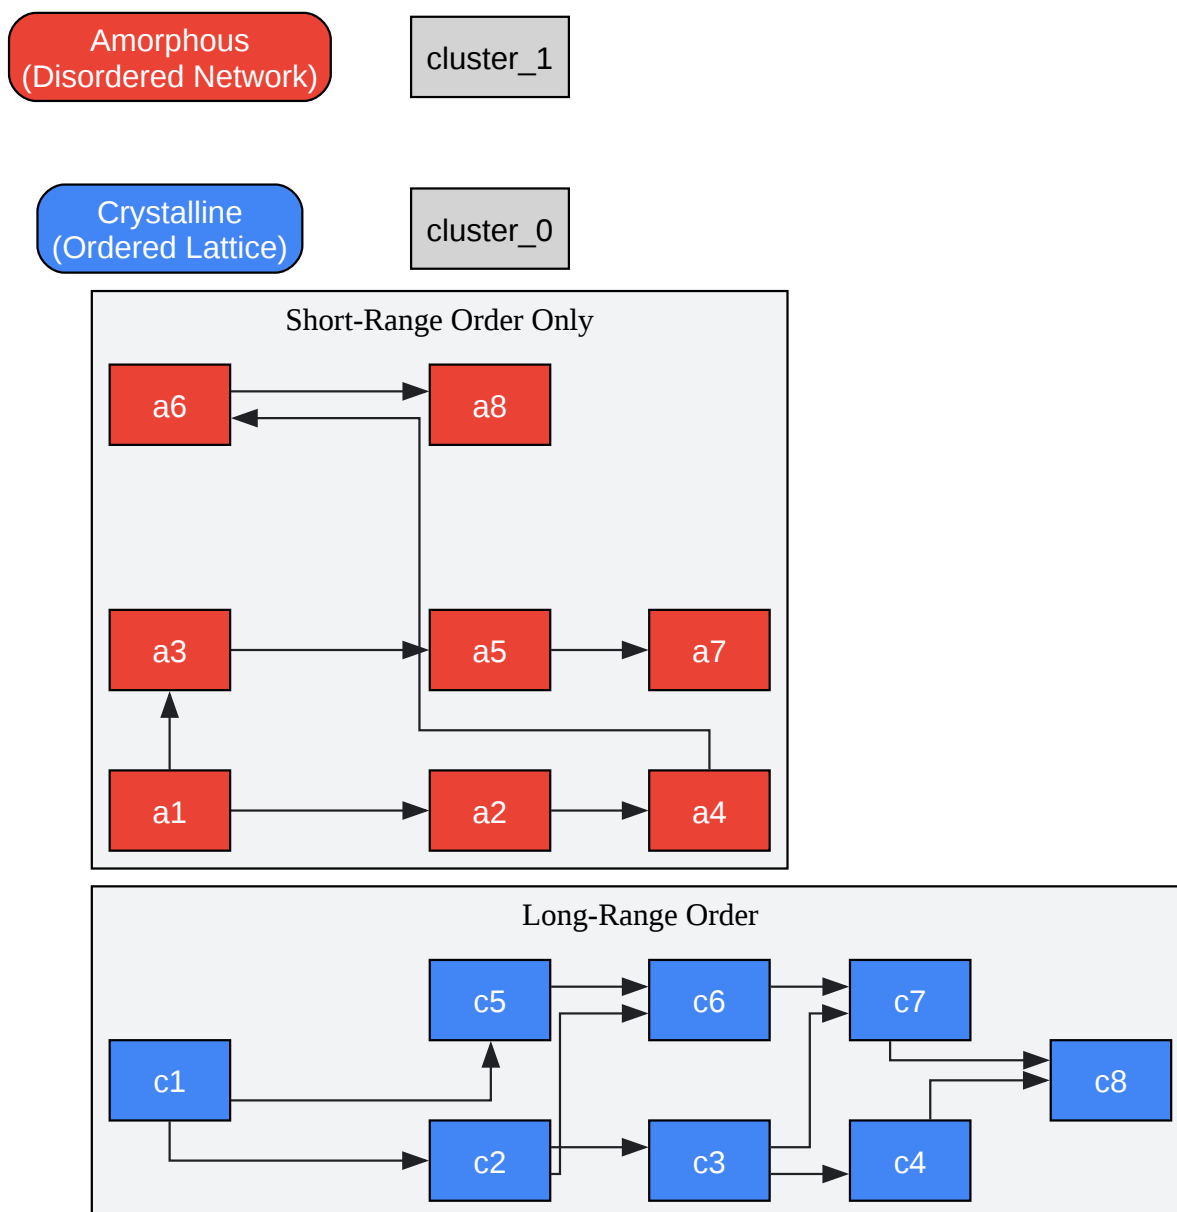 Amorphous
(Disordered Network)
cluster_1
Crystalline
(Ordered Lattice)
cluster_0
Short-Range Order Only
a6
a8
a3
a5
a7
a1
a2
a4
Long-Range Order
c5
c6
c7
c1
c8
c2
c3
c4